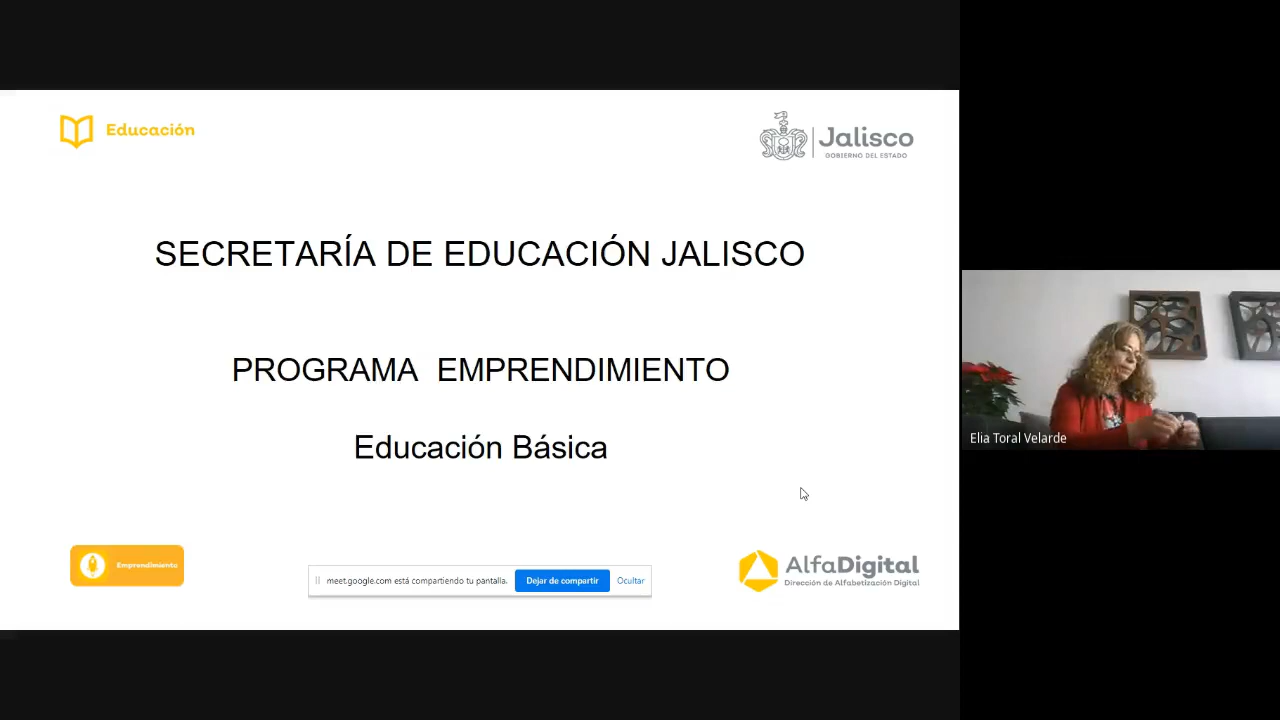 Educación
Jalisco
GOBIERNO DEL ESTADO
SECRETARÍA DE EDUCACIÓN JALISCO
PROGRAMA EMPRENDIMIENTO
Educación Básica
Elia Toral Velarde
Emprendimiento
meet.google.com está compartiendo tu pantalla.
Dejar de compartir
Ocultar
AlfaDigital
Dirección de Alfabetización Digital